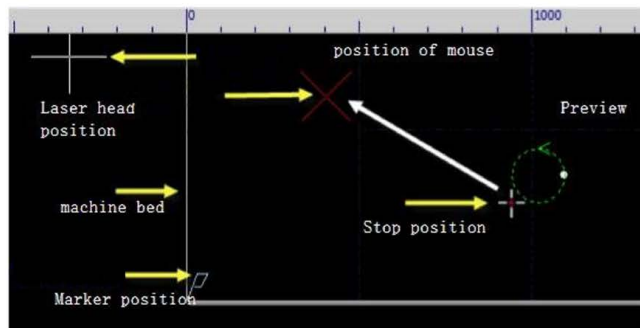 0
1000
position of mouse
Laser head
position
Preview
machine bed
Stop position
Marker position